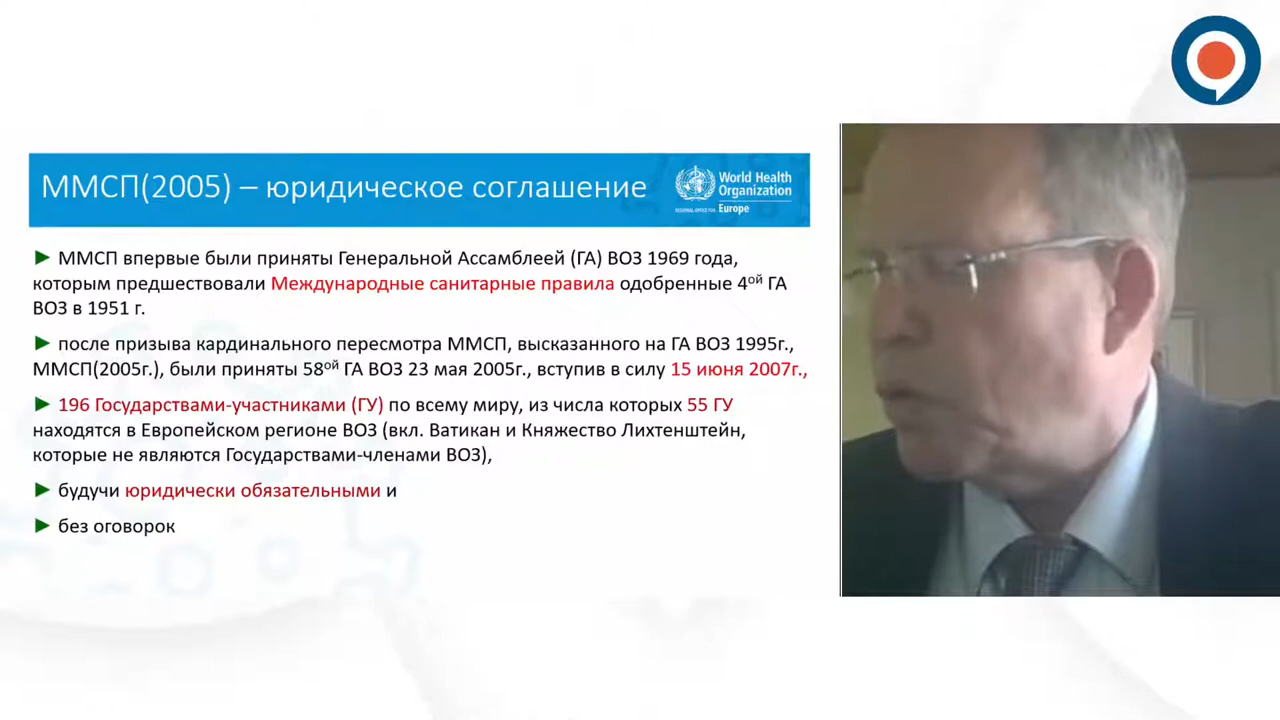 ММСП(2005) – юридическое соглашение
World Health
Organization
REGIONAL OFFICE FOR Europe
► ММСП впервые были приняты Генеральной Ассамблеей (ГА) ВОЗ 1969 года,
которым предшествовали Международные санитарные правила одобренные 4ой ГА
ВОЗ в 1951 г.
► после призыва кардинального пересмотра ММСП, высказанного на ГА ВОЗ 1995г.,
ММСП(2005г.), были приняты 58ой ГА ВОЗ 23 мая 2005г., вступив в силу 15 июня 2007г.,
► 196 Государствами-участниками (ГУ) по всему миру, из числа которых 55 ГУ
находятся в Европейском регионе ВОЗ (вкл. Ватикан и Княжество Лихтенштейн,
которые не являются Государствами-членами ВОЗ),
► будучи юридически обязательными и
► без оговорок